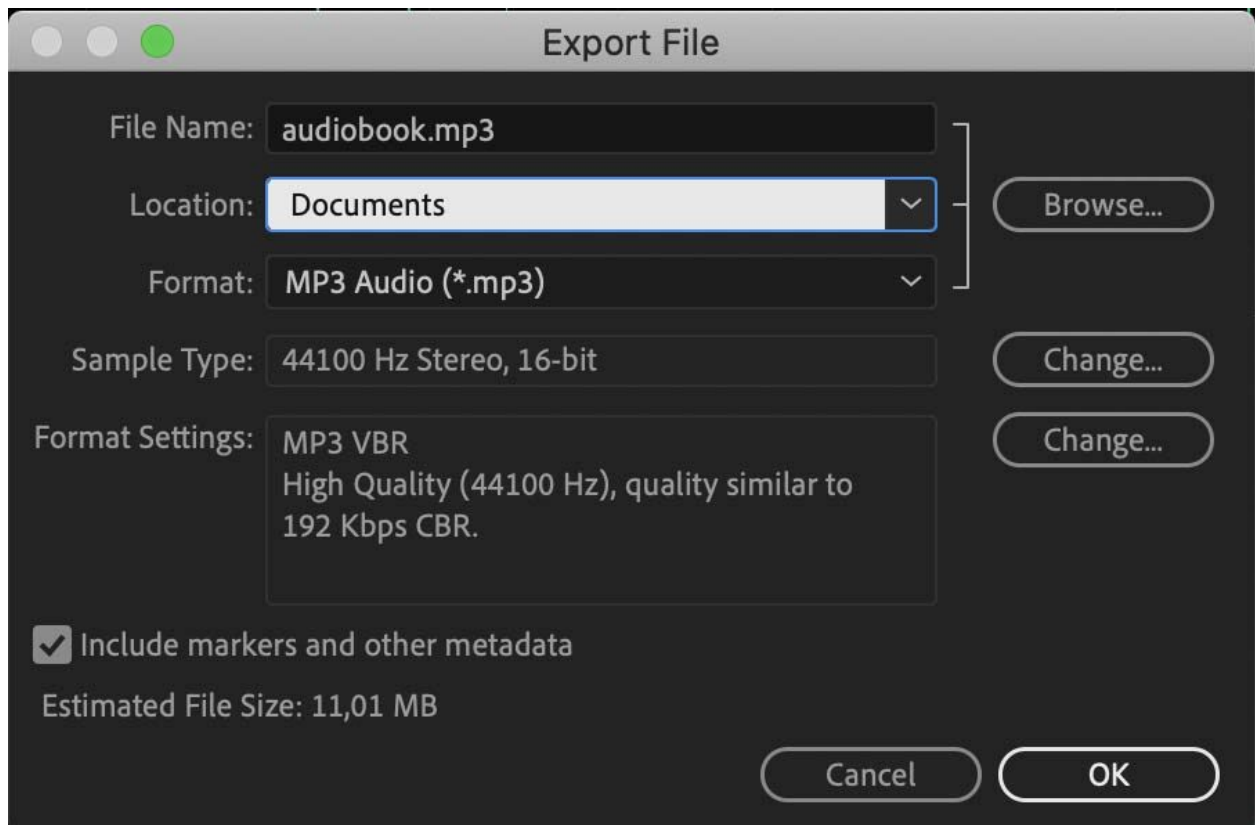 Export File
File Name: audiobook.mp3
Location: Documents Browse...
Format: MP3 Audio (*.mp3)
Sample Type: 44100 Hz Stereo, 16-bit Change...
Format Settings: MP3 VBR Change...
High Quality (44100 Hz), quality similar to
192 Kbps CBR.
Include markers and other metadata
Estimated File Size: 11,01 MB
Cancel OK